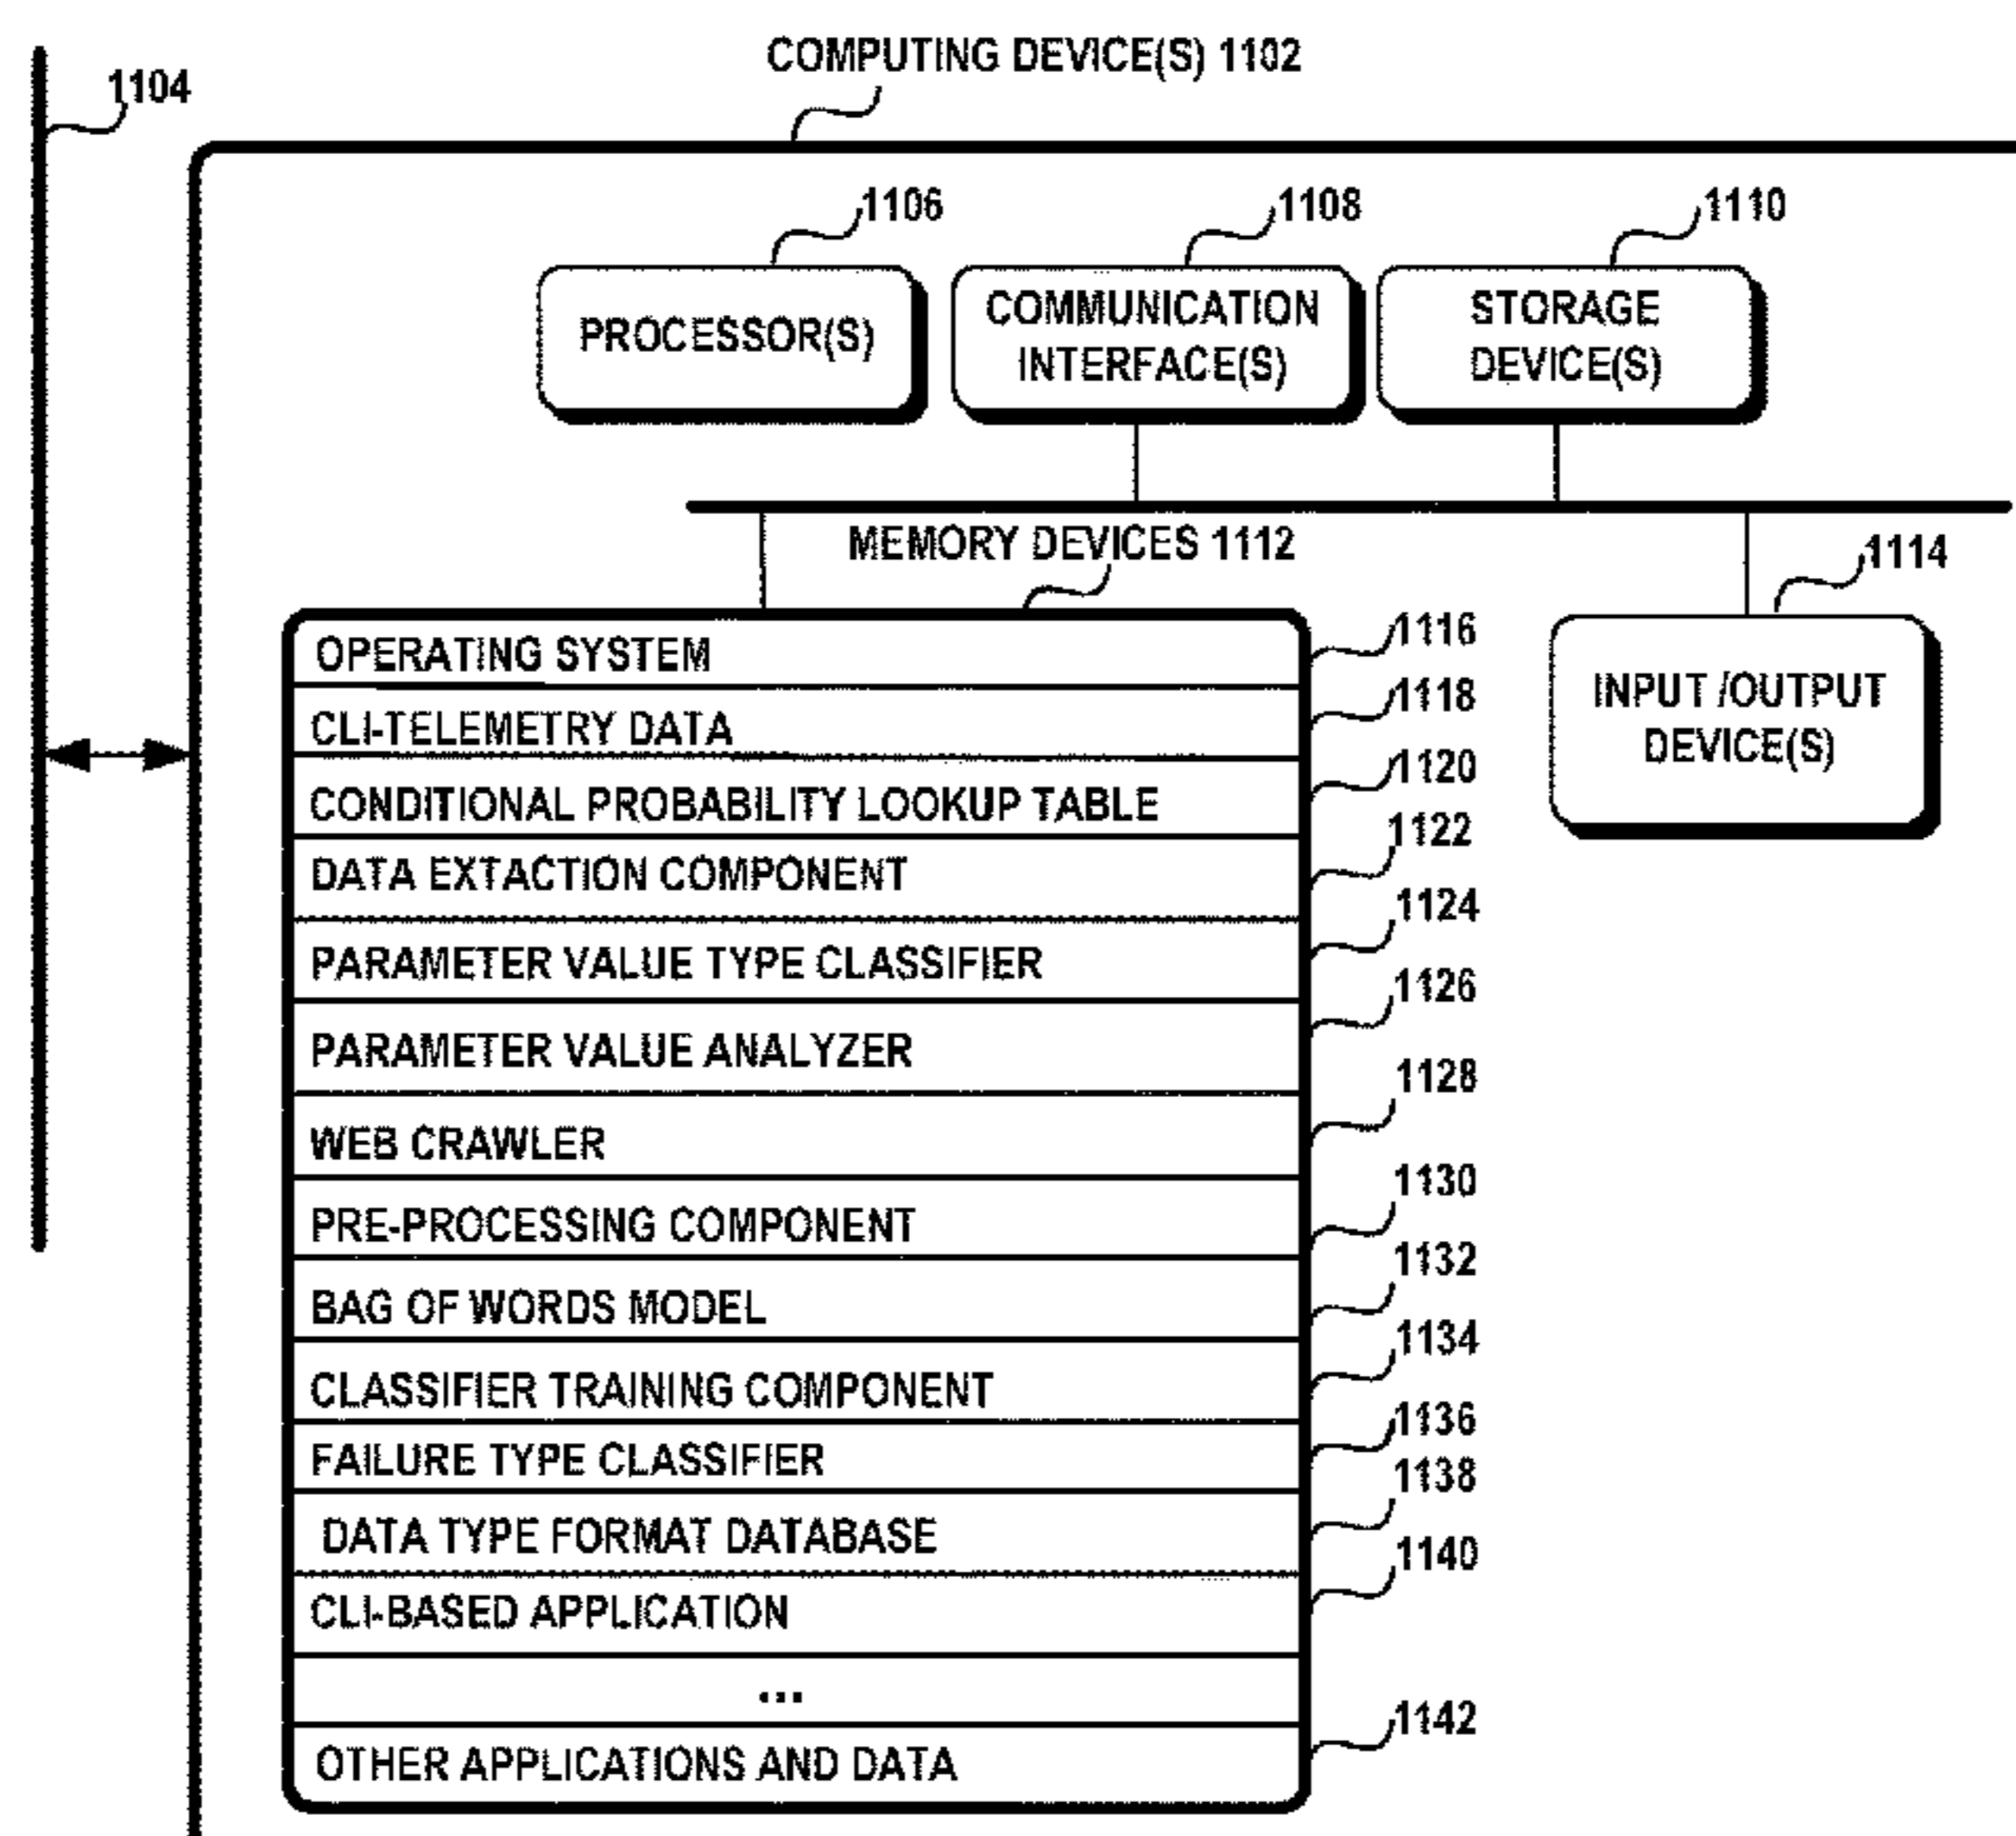 COMPUTING DEVICE(S) 1102
1104
1106
1108
1110
PROCESSOR(S)
COMMUNICATION
INTERFACE(S)
STORAGE
DEVICE(S)
MEMORY DEVICES 1112
1114
INPUT /OUTPUT
DEVICE(S)
OPERATING SYSTEM
1116
CLI-TELEMETRY DATA
1118
CONDITIONAL PROBABILITY LOOKUP TABLE
1120
DATA EXTACTION COMPONENT
1122
PARAMETER VALUE TYPE CLASSIFIER
1124
PARAMETER VALUE ANALYZER
1126
WEB CRAWLER
1128
PRE-PROCESSING COMPONENT
1130
BAG OF WORDS MODEL
1132
CLASSIFIER TRAINING COMPONENT
1134
FAILURE TYPE CLASSIFIER
1136
DATA TYPE FORMAT DATABASE
1138
CLI-BASED APPLICATION
1140
...
OTHER APPLICATIONS AND DATA
1142